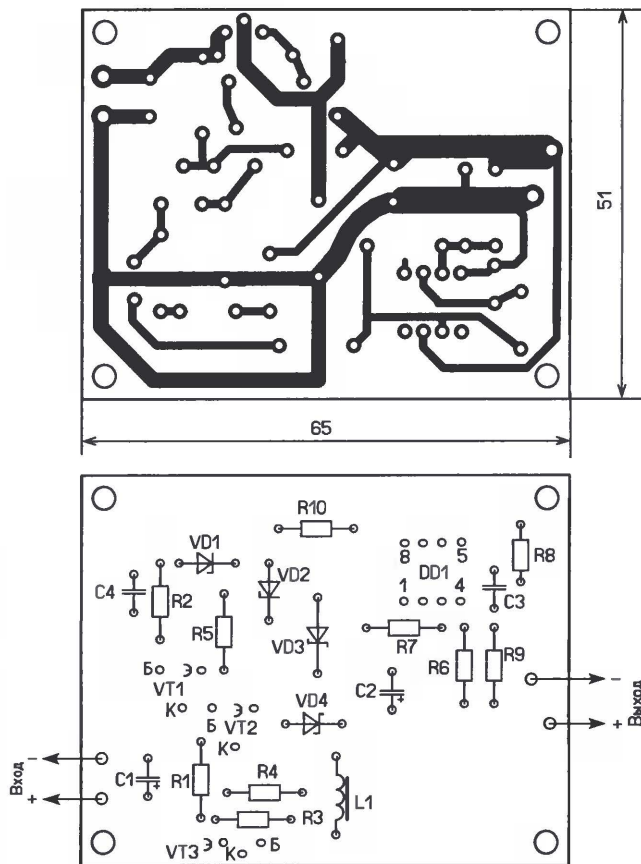 51
65
R10
VD1
8
5
R8
C4
R2
VD2
DD1
1
4
C3
R5
VD3
R7
R6
R9
Б
Э
VT1
К
C2
+
VD4
Б
Э
VT2
К
−
+
Выход
Вход
−
+
C1
+
R1
R4
R3
L1
VT3
Э
К
Б